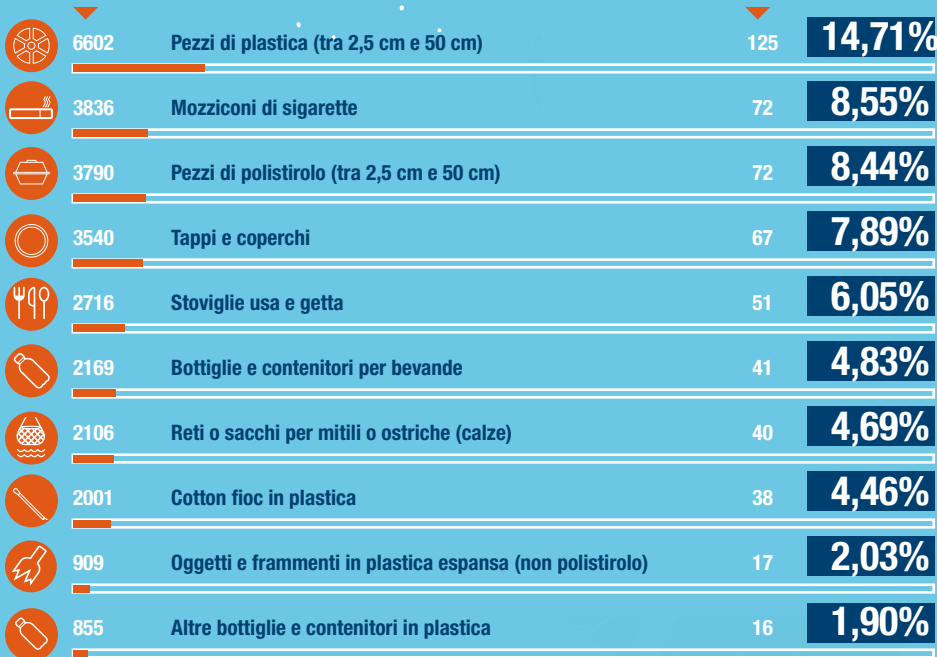 6602 Pezzi di plastica (tra 2,5 cm e 50 cm) 125 14,71%
3836 Mozziconi di sigarette 72 8,55%
3790 Pezzi di polistirolo (tra 2,5 cm e 50 cm) 72 8,44%
3540 Tappi e coperchi 67 7,89%
2716 Stoviglie usa e getta 51 6,05%
2169 Bottiglie e contenitori per bevande 41 4,83%
2106 Reti o sacchi per mitili o ostriche (calze) 40 4,69%
2001 Cotton fioc in plastica 38 4,46%
909 Oggetti e frammenti in plastica espansa (non polistirolo) 17 2,03%
855 Altre bottiglie e contenitori in plastica 16 1,90%